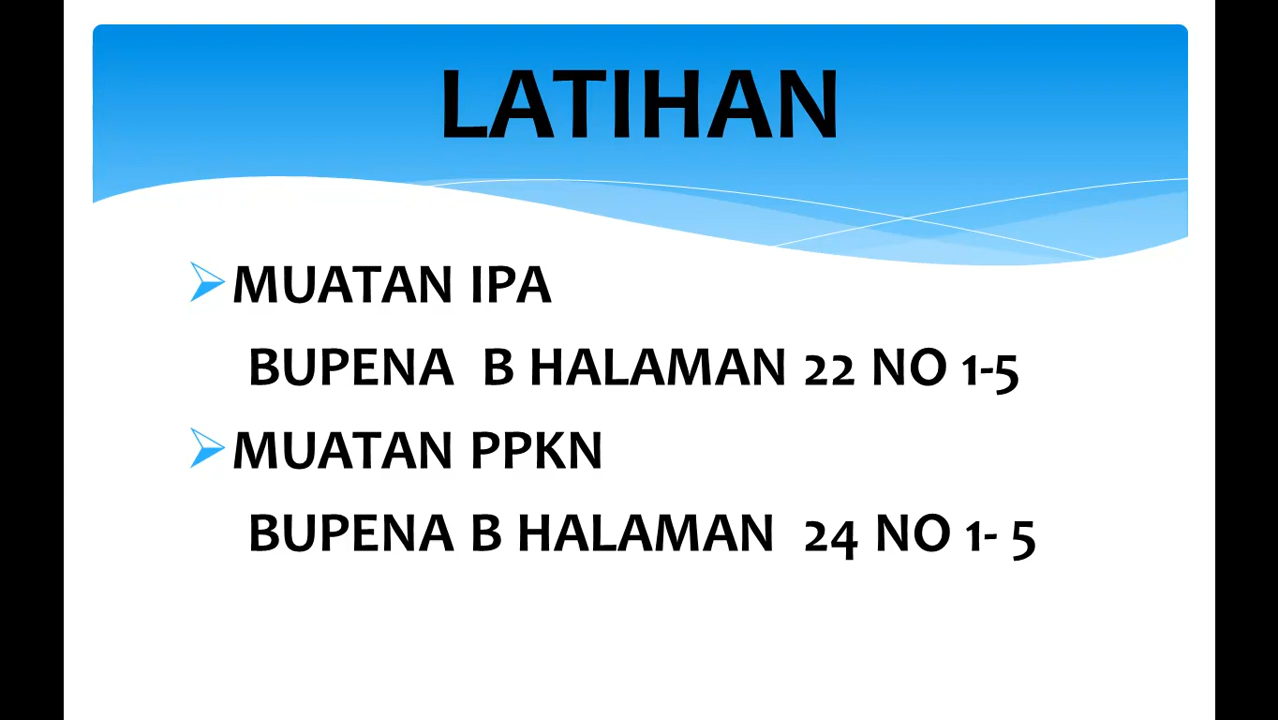 LATIHAN
MUATAN IPA
BUPENA B HALAMAN 22 NO 1-5
MUATAN PPKN
BUPENA B HALAMAN 24 NO 1- 5